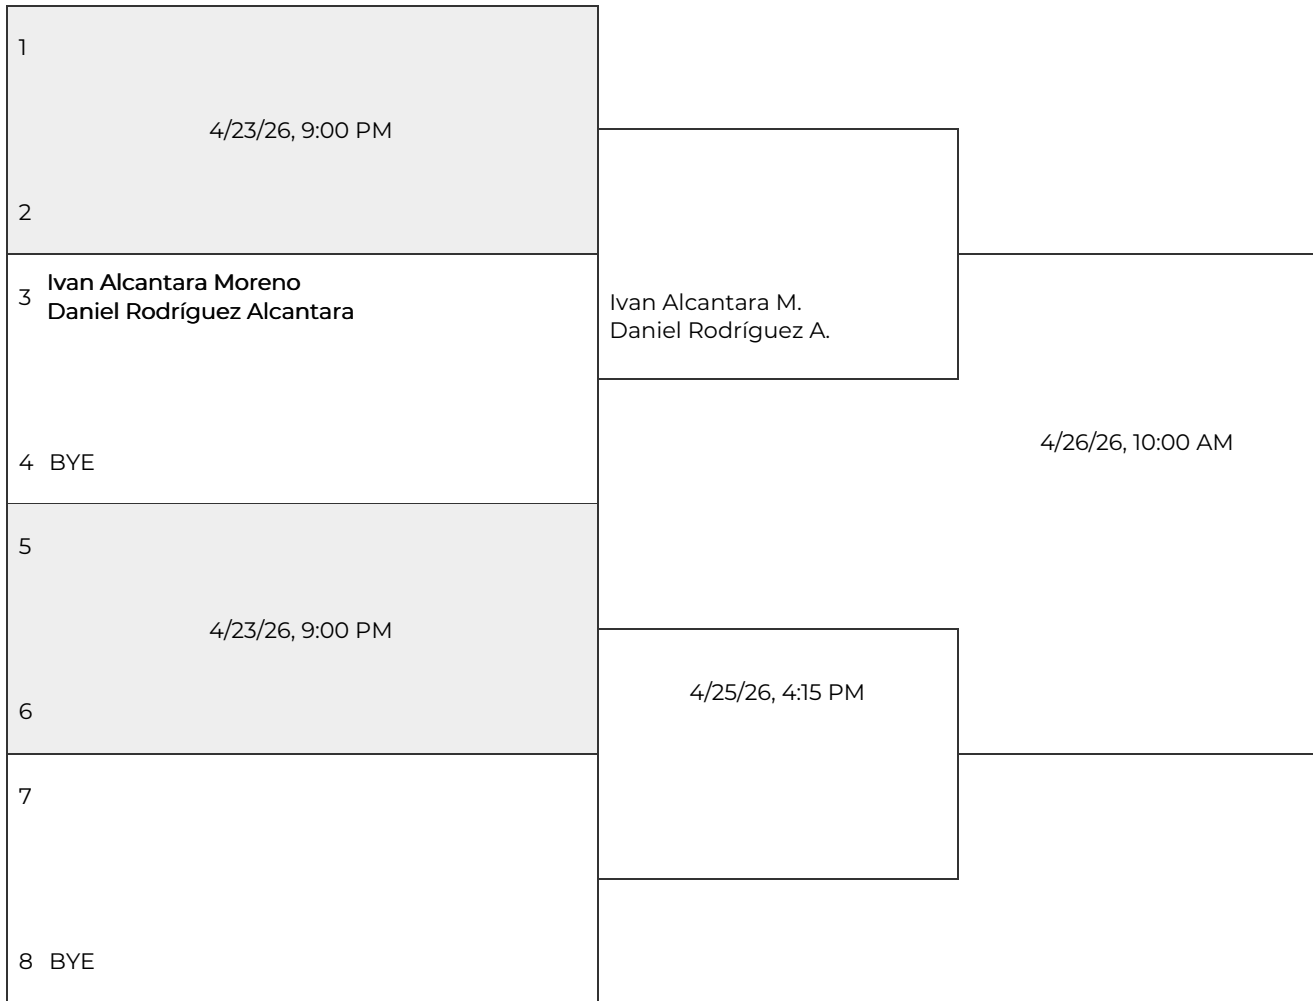 1
4/23/26, 9:00 PM
2
3 Ivan Alcantara Moreno
Daniel Rodríguez Alcantara
Ivan Alcantara M.
Daniel Rodríguez A.
4 BYE
4/26/26, 10:00 AM
5
4/23/26, 9:00 PM
6
4/25/26, 4:15 PM
7
8 BYE